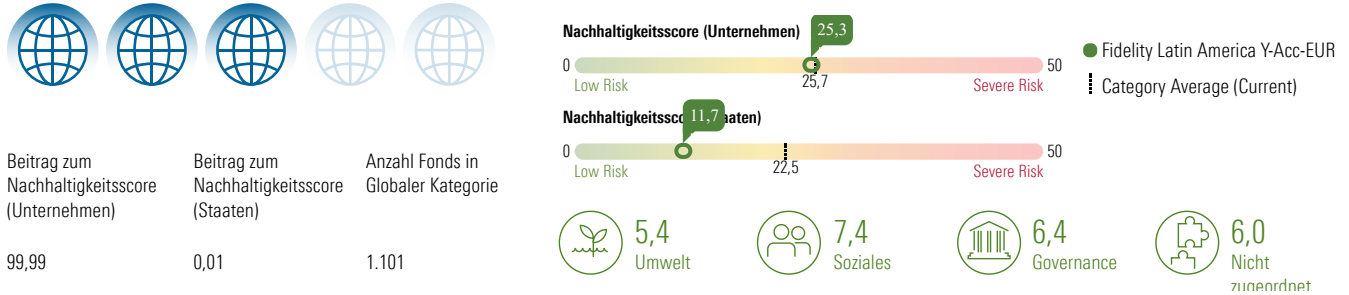 Beitrag zum
Nachhaltigkeitsscore
(Unternehmen)
99,99
Beitrag zum
Nachhaltigkeitsscore
(Staaten)
0,01
Anzahl Fonds in
Globaler Kategorie
1.101
Nachhaltigkeitsscore (Unternehmen)
25,3
0
50
Low Risk
25,7
Severe Risk
Nachhaltigkeitssco aaten)
11,7
0
50
Low Risk
22,5
Severe Risk
Fidelity Latin America Y-Acc-EUR
Category Average (Current)
5,4
Umwelt
7,4
Soziales
6,4
Governance
6,0
Nicht
zugeordnet